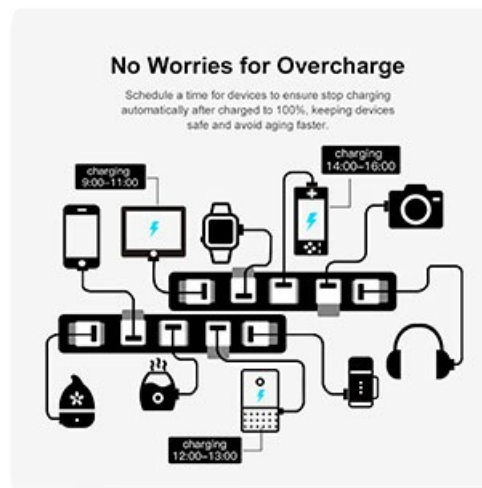 No Worries for Overcharge
Schedule a time for devices to ensure stop charging
automatically after charged to 100%, keeping devices
safe and avoid aging faster.
charging
14:00~16:00
charging
9:00~11:00
charging
12:00~13:00